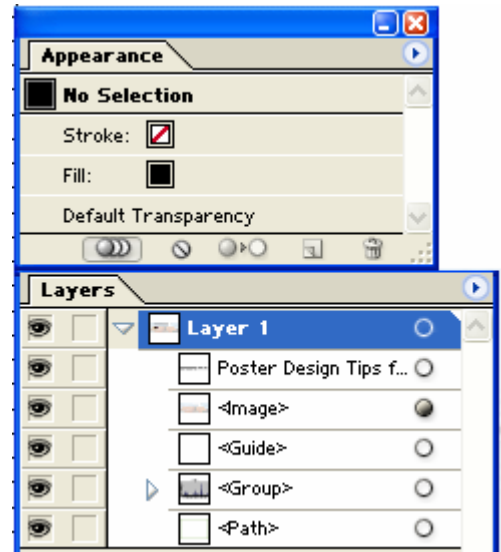 Appearance
No Selection
Stroke:
Fill:
Default Transparency
Layers
Layer 1
Poster Design Tips f...
<Image>
<Guide>
<Group>
<Path>